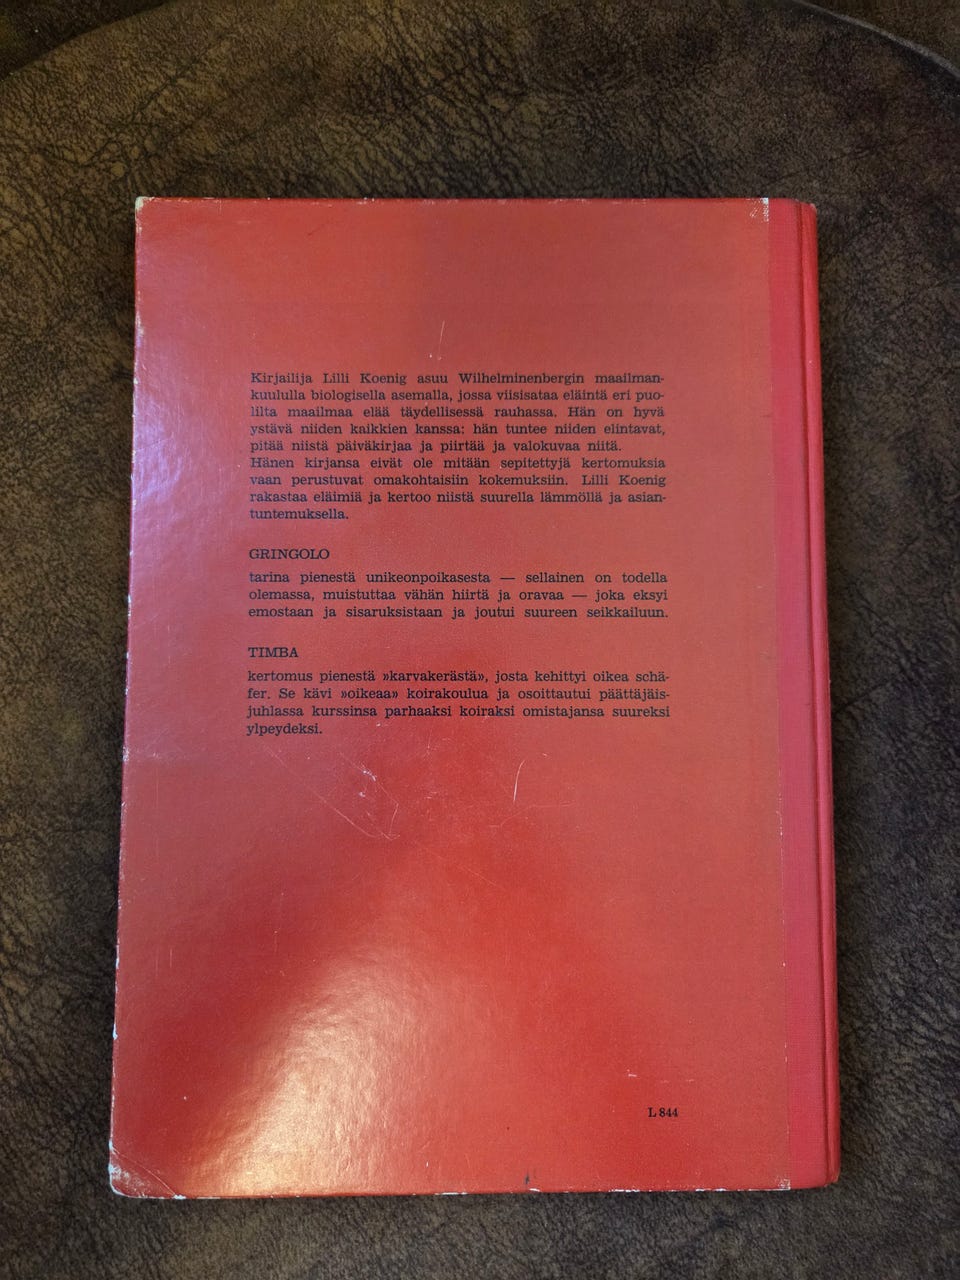 Kirjailija Lilli Koenig asuu Wilhelminenbergin maailman-
kuululla biologisella asemalla, jossa viisisataa eläintä eri puo-
lilta maailmaa elää täydellisessä rauhassa. Hän on hyvä
ystävä niiden kaikkien kanssa: hän tuntee niiden elintavat,
pitää niistä päiväkirjaa ja piirtää ja valokuvaa niitä.
Hänen kirjansa eivät ole mitään sepitettyjä kertomuksia
vaan perustuvat omakohtaisiin kokemuksiin. Lilli Koenig
rakastaa eläimiä ja kertoo niistä suurella lämmöllä ja asian-
tuntemuksella.
GRINGOLO
tarina pienestä unikeonpoikasesta — sellainen on todella
olemassa, muistuttaa vähän hiirtä ja oravaa — joka eksyi
emostaan ja sisaruksistaan ja joutui suureen seikkailuun.
TIMBA
kertomus pienestä »karvakerästä», josta kehittyi oikea schä-
fer. Se kävi »oikeaa» koirakoulua ja osoittautui päättäjäis-
juhlassa kurssinsa parhaaksi koiraksi omistajansa suureksi
ylpeydeksi.
L 844